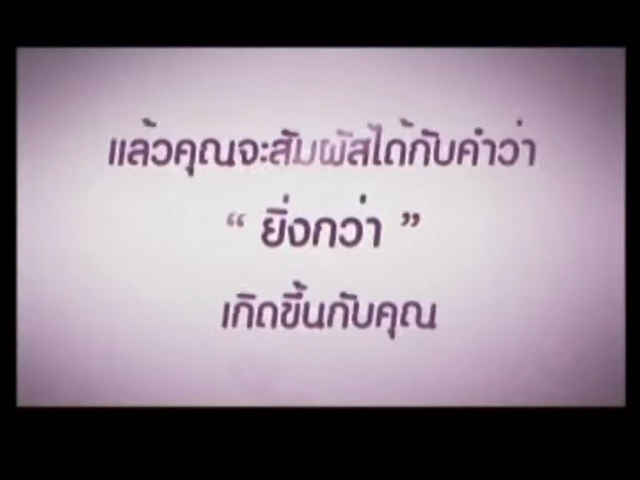 แล้วคุณจะสัมผัสได้กับคำว่า
“ ยิ่งกว่า ”
เกิดขึ้นกับคุณ